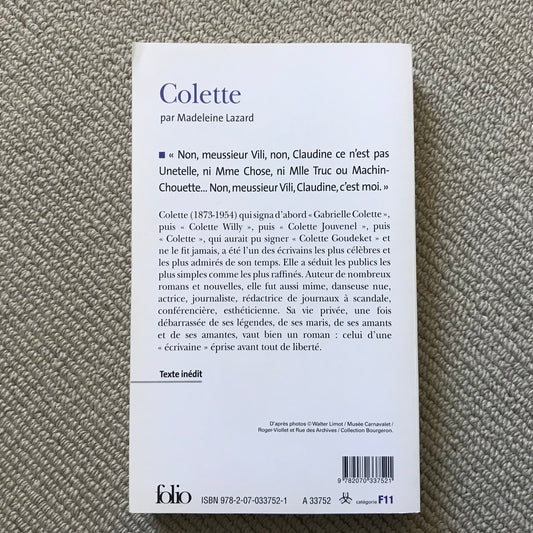 Colette
par Madeleine Lazard
■ « Non, meussieur Vili, non, Claudine ce n'est pas
Unetelle, ni Mme Chose, ni Mlle Truc ou Machin-
Chouette... Non, meussieur Vili, Claudine, c'est moi. »
Colette (1873-1954) qui signa d'abord « Gabrielle Colette »,
puis « Colette Willy », puis « Colette Jouvenel », puis
« Colette », qui aurait pu signer « Colette Goudeket » et
ne le fit jamais, a été l'un des écrivains les plus célèbres et
les plus admirés de son temps. Elle a séduit les publics les
plus simples comme les plus raffinés. Auteur de nombreux
romans et nouvelles, elle fut aussi mime, danseuse nue,
actrice, journaliste, rédactrice de journaux à scandale,
conférencière, esthéticienne. Sa vie privée, une fois
débarrassée de ses légendes, de ses maris, de ses amants
et de ses amantes, vaut bien un roman : celui d'une
« écrivaine » éprise avant tout de liberté.
Texte inédit
D'après photos © Walter Limot / Musée Carnavalet /
Roger-Viollet et Rue des Archives / Collection Bourgeron.
9 782070 337521
folio ISBN 978-2-07-033752-1 A 33752 catégorie F11